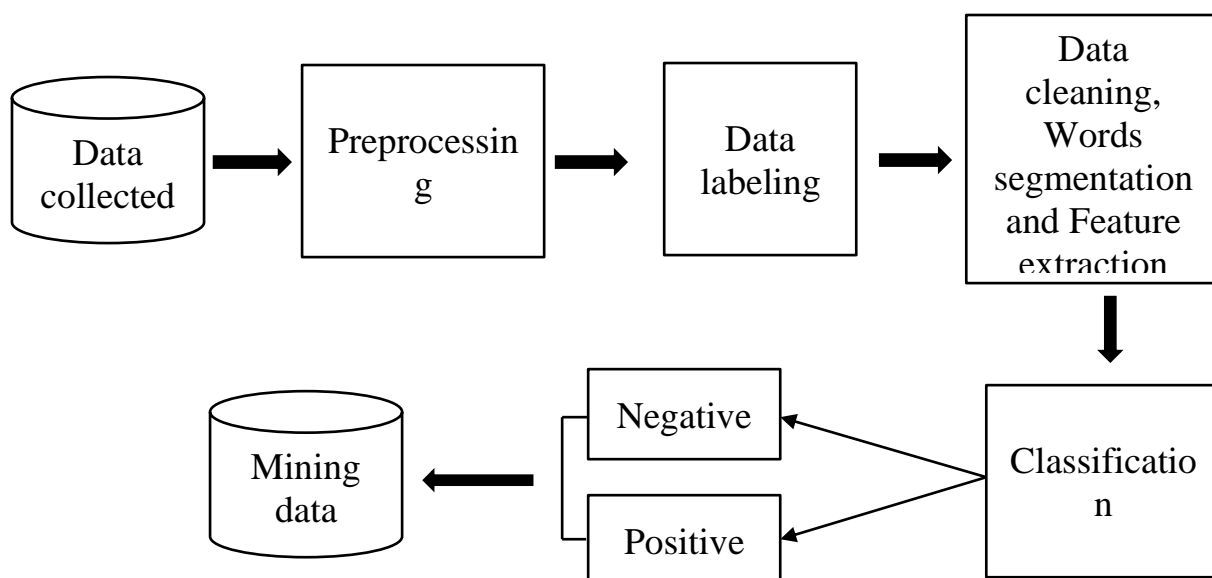 Data
collected
Preprocessin
g
Data
labeling
Data
cleaning,
Words
segmentation
and Feature
extraction
Negative
Positive
Classificatio
n
Mining
data